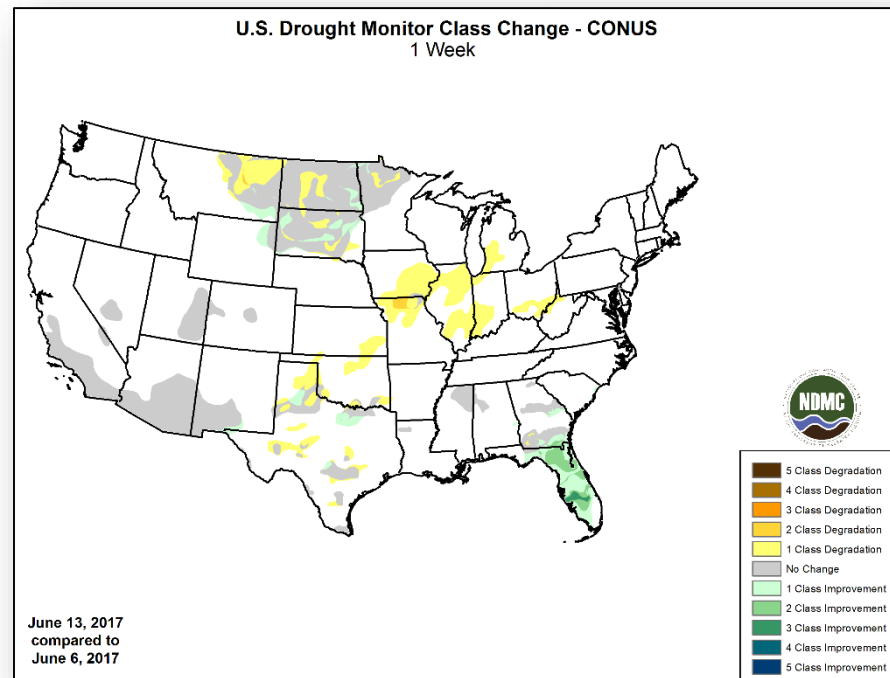 U.S. Drought Monitor Class Change - CONUS
1 Week
NDMC
5 Class Degradation
4 Class Degradation
3 Class Degradation
2 Class Degradation
1 Class Degradation
No Change
1 Class Improvement
2 Class Improvement
3 Class Improvement
4 Class Improvement
5 Class Improvement
June 13, 2017
compared to
June 6, 2017